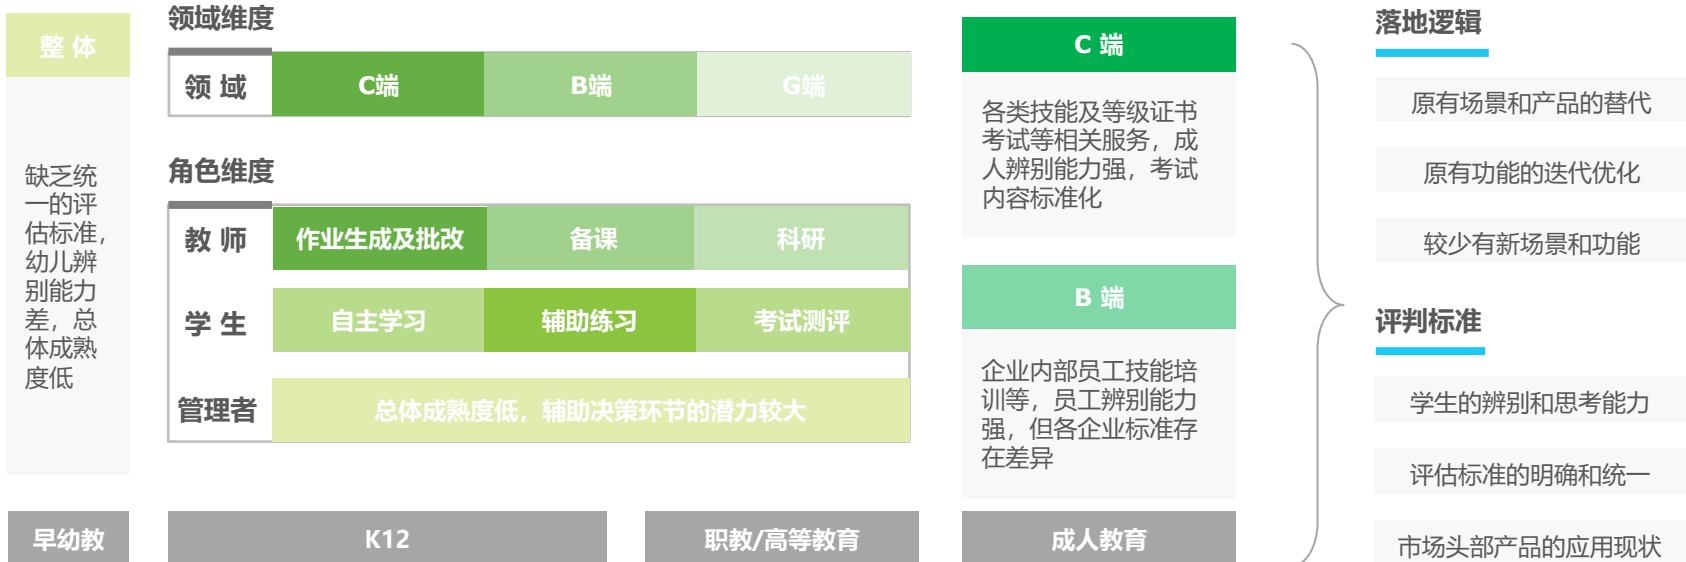 整 体
缺乏统
一的评
估标准，
幼儿辨
别能力
差，总
体成熟
度低
早幼教
领域维度
领 域
C端
B端
G端
角色维度
教 师
作业生成及批改
备课
科研
学 生
自主学习
辅助练习
考试测评
管理者
总体成熟度低，辅助决策环节的潜力较大
K12
职教/高等教育
C 端
各类技能及等级证书
考试等相关服务，成
人辨别能力强，考试
内容标准化
B 端
企业内部员工技能培
训等，员工辨别能力
强，但各企业标准存
在差异
成人教育
落地逻辑
原有场景和产品的替代
原有功能的迭代优化
较少有新场景和功能
评判标准
学生的辨别和思考能力
评估标准的明确和统一
市场头部产品的应用现状